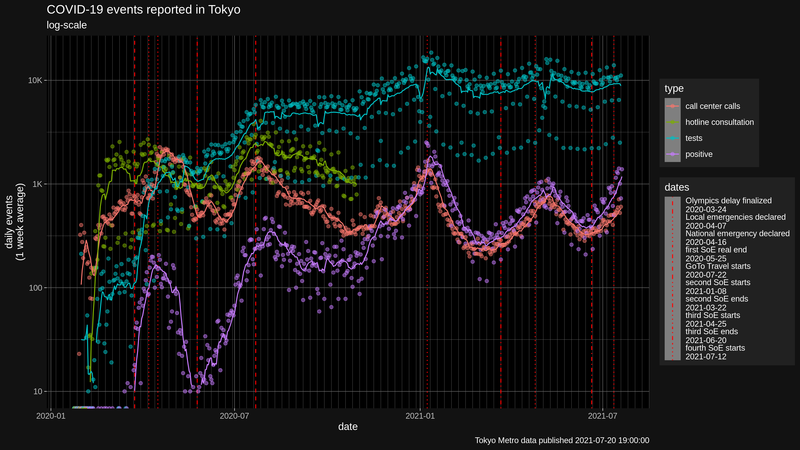 COVID-19 events reported in Tokyo
log-scale
10K
1K
100
10
daily events
(1 week average)
2020-01
2020-07
2021-01
2021-07
date
type
call center calls
hotline consultation
tests
positive
dates
Olympics delay finalized
2020-03-24
Local emergencies declared
2020-04-07
National emergency declared
2020-04-16
first SoE real end
2020-05-25
GoTo Travel starts
2020-07-22
second SoE starts
2021-01-08
second SoE ends
2021-03-22
third SoE starts
2021-04-25
third SoE ends
2021-06-20
fourth SoE starts
2021-07-12
Tokyo Metro data published 2021-07-20 19:00:00